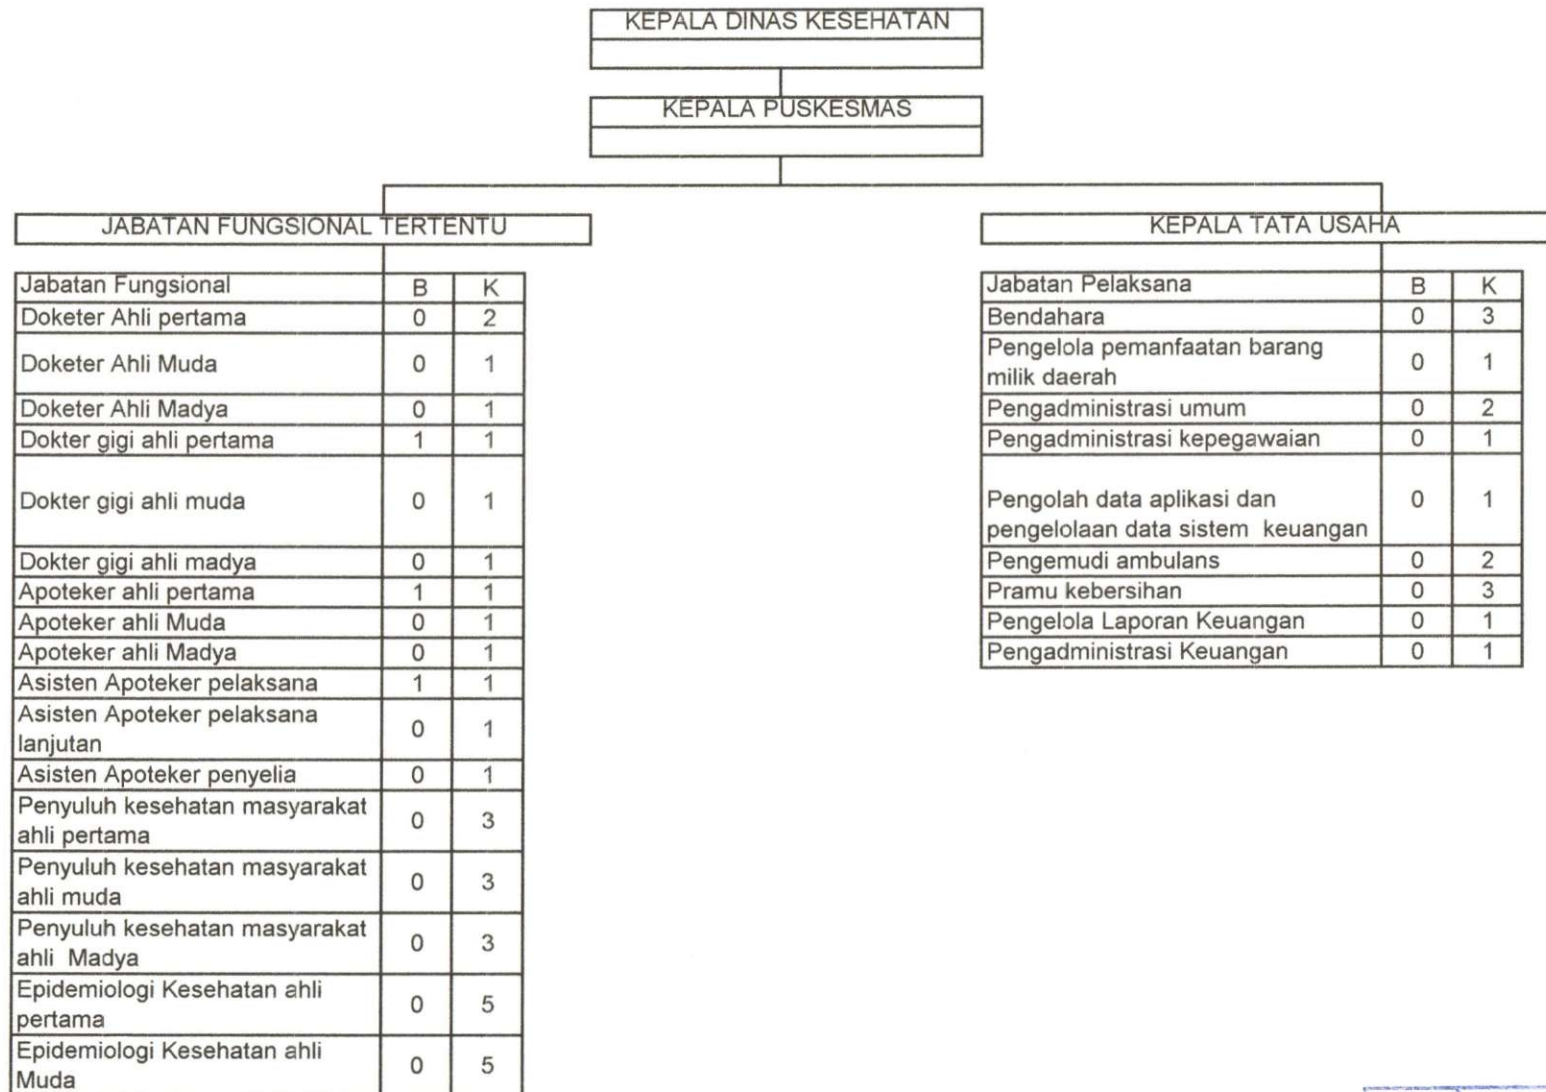 KEPALA DINAS KESEHATAN
KEPALA PUSKESMAS
JABATAN FUNGSIONAL TERTENTU
Jabatan Fungsional B K
Doketer Ahli pertama 0 2
Doketer Ahli Muda 0 1
Doketer Ahli Madya 0 1
Dokter gigi ahli pertama 1 1
Dokter gigi ahli muda 0 1
Dokter gigi ahli madya 0 1
Apoteker ahli pertama 1 1
Apoteker ahli Muda 0 1
Apoteker ahli Madya 0 1
Asisten Apoteker pelaksana 1 1
Asisten Apoteker pelaksana
lanjutan 0 1
Asisten Apoteker penyelia 0 1
Penyuluh kesehatan masyarakat
ahli pertama 0 3
Penyuluh kesehatan masyarakat
ahli muda 0 3
Penyuluh kesehatan masyarakat
ahli Madya 0 3
Epidemiologi Kesehatan ahli
pertama 0 5
Epidemiologi Kesehatan ahli
Muda 0 5
KEPALA TATA USAHA
Jabatan Pelaksana B K
Bendahara 0 3
Pengelola pemanfaatan barang
milik daerah 0 1
Pengadministrasi umum 0 2
Pengadministrasi kepegawaian 0 1
Pengolah data aplikasi dan
pengelolaan data sistem keuangan 0 1
Pengemudi ambulans 0 2
Pramu kebersihan 0 3
Pengelola Laporan Keuangan 0 1
Pengadministrasi Keuangan 0 1